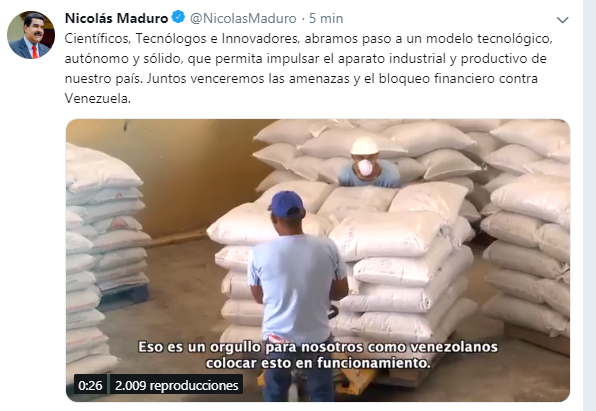 Nicolás Maduro @NicolasMaduro · 5 min
Científicos, Tecnólogos e Innovadores, abramos paso a un modelo tecnológico,
autónomo y sólido, que permita impulsar el aparato industrial y productivo de
nuestro país. Juntos venceremos las amenazas y el bloqueo financiero contra
Venezuela.
Eso es un orgullo para nosotros como venezolanos
colocar esto en funcionamiento.
0:26 2.009 reproducciones